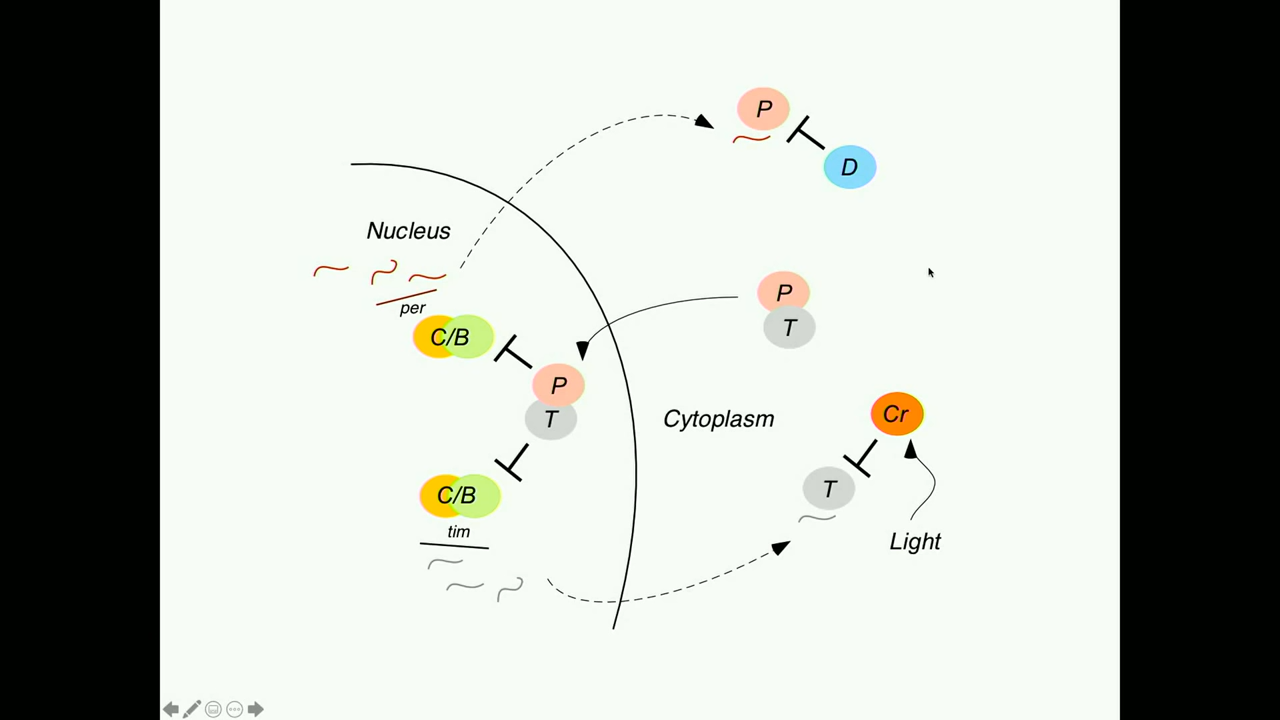 P
D
Nucleus
per
C/B
P
T
P
T
Cytoplasm
Cr
C/B
T
tim
Light